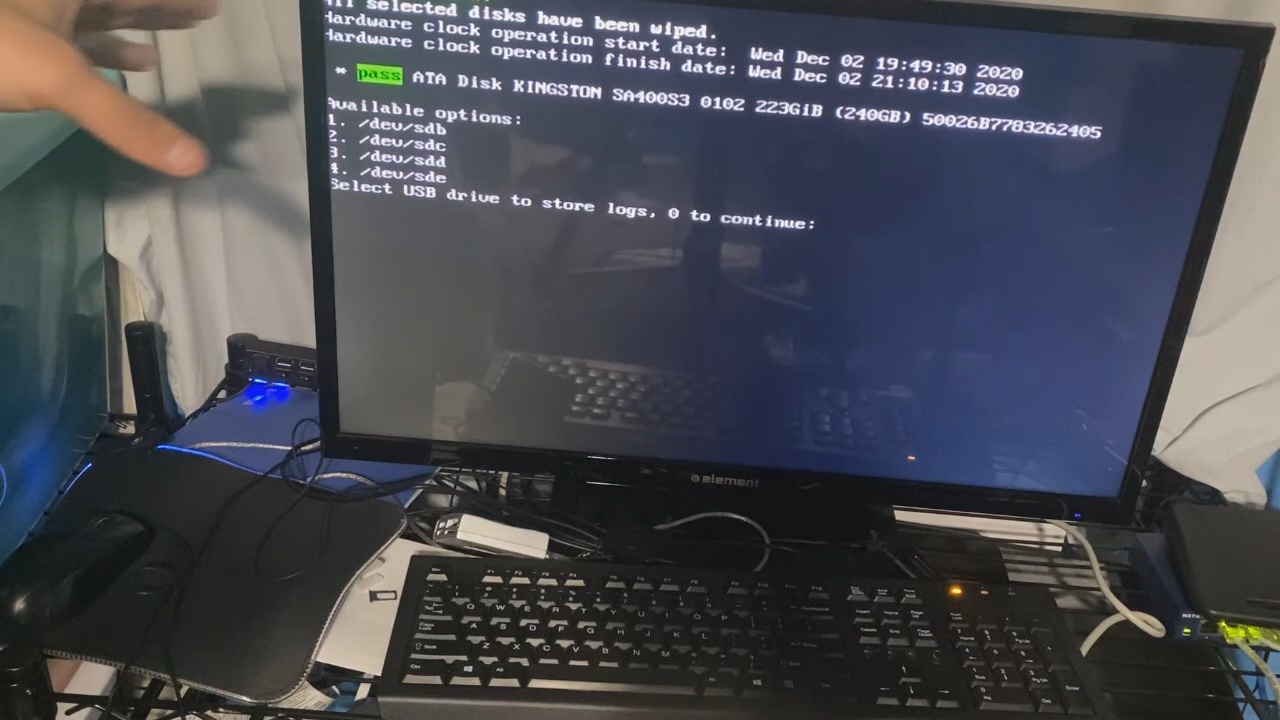 All selected disks have been wiped.
Hardware clock operation start date: Wed Dec 02 19:49:30 2020
Hardware clock operation finish date: Wed Dec 02 21:10:13 2020
* pass ATA Disk KINGSTON SA400S3 0102 223GiB (240GB) 50026B7783262405
Available options:
1. /dev/sdb
2. /dev/sdc
3. /dev/sdd
4. /dev/sde
Select USB drive to store logs, 0 to continue:
element
Q W E R T Y U I O P
A S D F G H J K L
Z X C V B N M